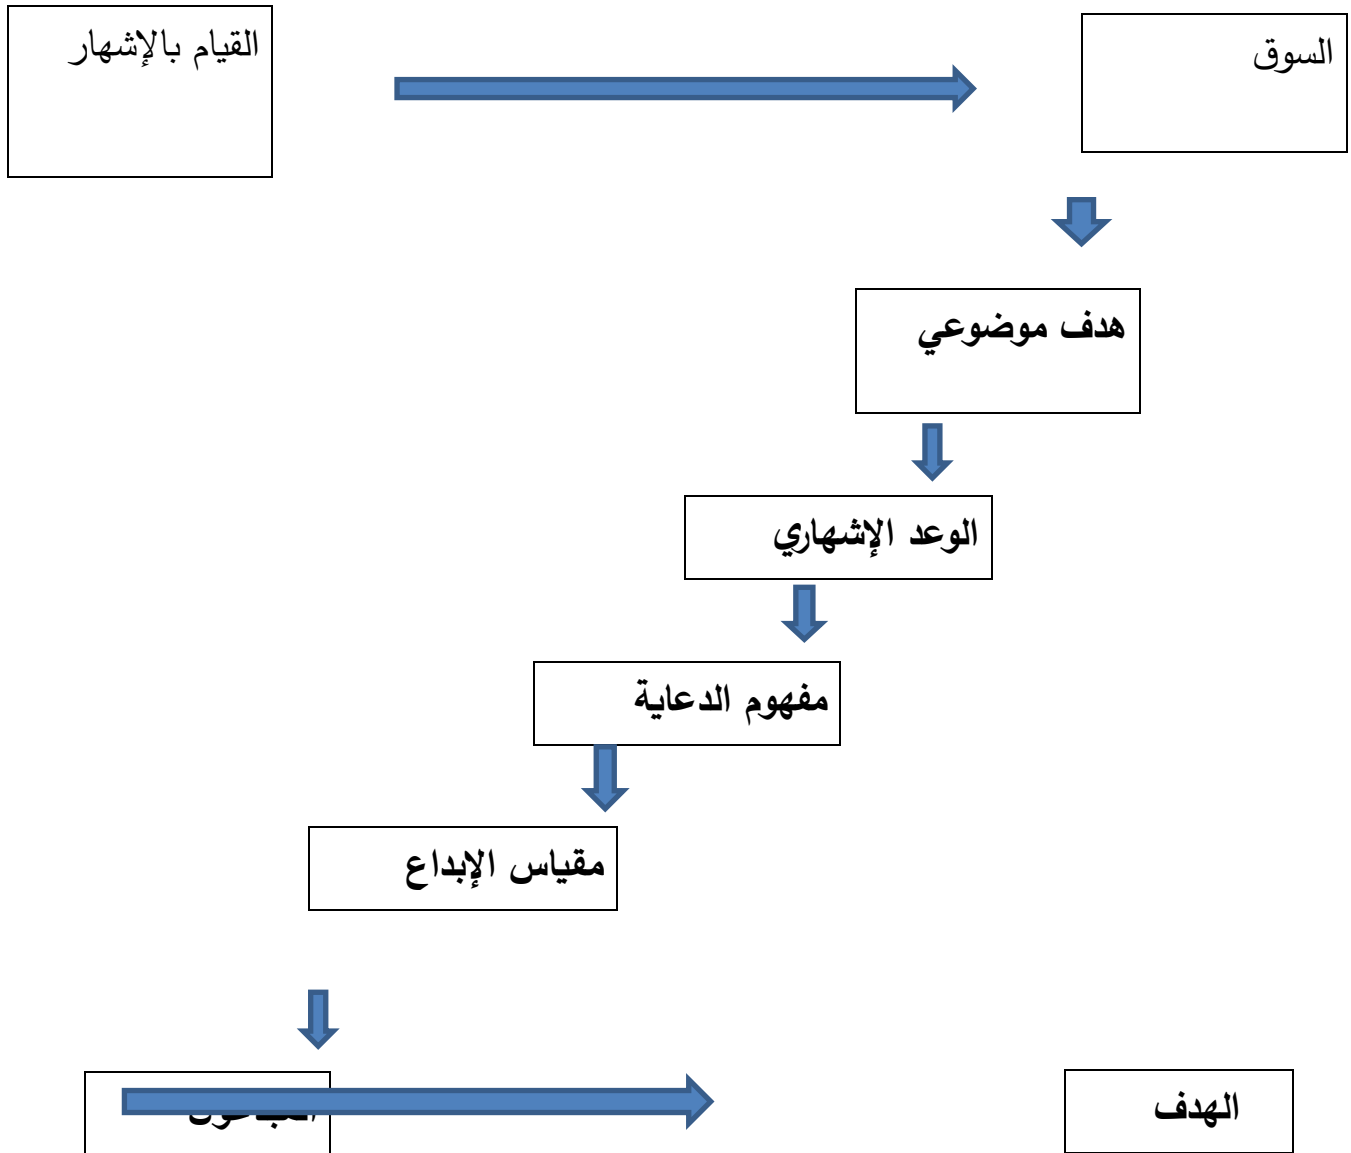 السوق
القيام بالإشهار
هدف موضوعي
الوعد الإشهاري
مفهوم الدعاية
مقياس الإبداع
الهدف